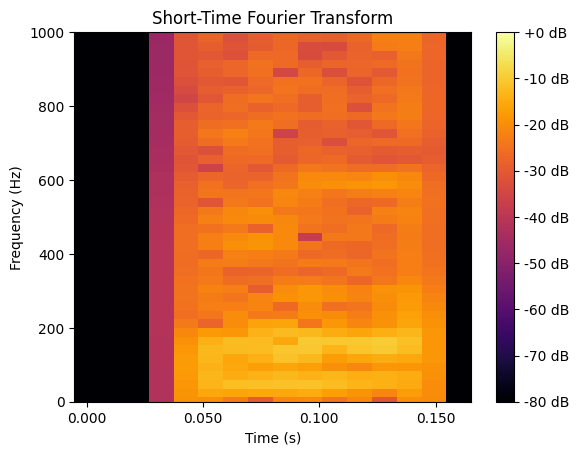 Short-Time Fourier Transform
1000
800
600
400
200
0
Frequency (Hz)
0.000
0.050
0.100
0.150
Time (s)
+0 dB
-10 dB
-20 dB
-30 dB
-40 dB
-50 dB
-60 dB
-70 dB
-80 dB